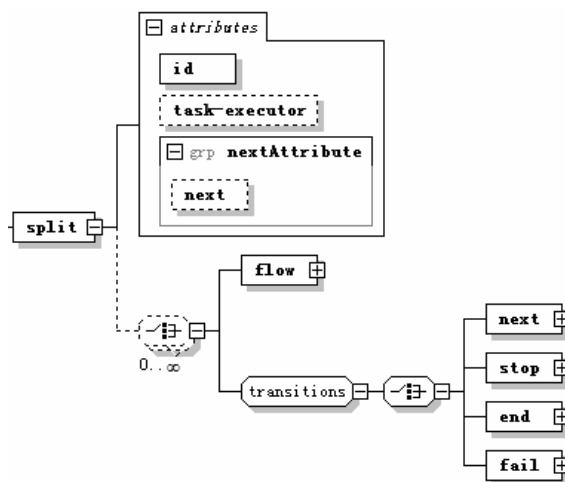 attributes
id
task-executor
grp nextAttribute
next
split
flow
0..∞
transitions
next
stop
end
fail